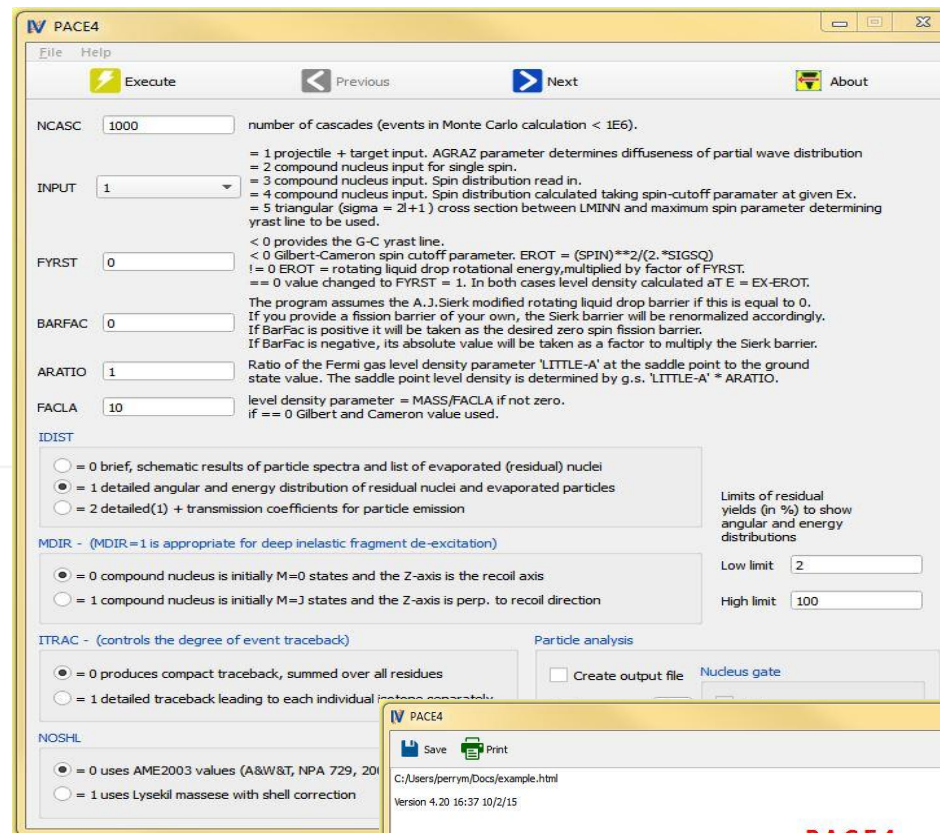 PACE4
File Help
Execute Previous Next About
NCASC 1000 number of cascades (events in Monte Carlo calculation < 1E6).
= 1 projectile + target input. AGRAZ parameter determines diffuseness of partial wave distribution
= 2 compound nucleus input for single spin.
= 3 compound nucleus input. Spin distribution read in.
INPUT 1
= 4 compound nucleus input. Spin distribution calculated taking spin-cutoff paramater at given Ex.
= 5 triangular (sigma = 2l+1 ) cross section between LMINN and maximum spin parameter determining
yrast line to be used.
< 0 provides the G-C yrast line.
< 0 Gilbert-Cameron spin cutoff parameter. EROT = (SPIN)**2/(2.*SIGSQ)
FYRST 0
!= 0 EROT = rotating liquid drop rotational energy,multiplied by factor of FYRST.
== 0 value changed to FYRST = 1. In both cases level density calculated aT E = EX-EROT.
The program assumes the A.J.Sierk modified rotating liquid drop barrier if this is equal to 0.
If you provide a fission barrier of your own, the Sierk barrier will be renormalized accordingly.
BARFAC 0
If BarFac is positive it will be taken as the desired zero spin fission barrier.
If BarFac is negative, its absolute value will be taken as a factor to multiply the Sierk barrier.
ARATIO 1
Ratio of the Fermi gas level density parameter 'LITTLE-A' at the saddle point to the ground
state value. The saddle point level density is determined by g.s. 'LITTLE-A' * ARATIO.
FACLA 10
level density parameter = MASS/FACLA if not zero.
if == 0 Gilbert and Cameron value used.
IDIST
= 0 brief, schematic results of particle spectra and list of evaporated (residual) nuclei
= 1 detailed angular and energy distribution of residual nuclei and evaporated particles
= 2 detailed(1) + transmission coefficients for particle emission
Limits of residual
yields (in %) to show
angular and energy
distributions
Low limit 2
High limit 100
MDIR - (MDIR=1 is appropriate for deep inelastic fragment de-excitation)
= 0 compound nucleus is initially M=0 states and the Z-axis is the recoil axis
= 1 compound nucleus is initially M=J states and the Z-axis is perp. to recoil direction
ITRAC - (controls the degree of event traceback)
= 0 produces compact traceback, summed over all residues
= 1 detailed traceback leading to each individual isotope separately
Particle analysis
Create output file
Nucleus gate
NOSHL
= 0 uses AME2003 values (A&W&T, NPA 729, 200
= 1 uses Lysekil massese with shell correction
PACE4
Save Print
C:/Users/perrym/Docs/example.html
Version 4.20 16:37 10/2/15
PACE4